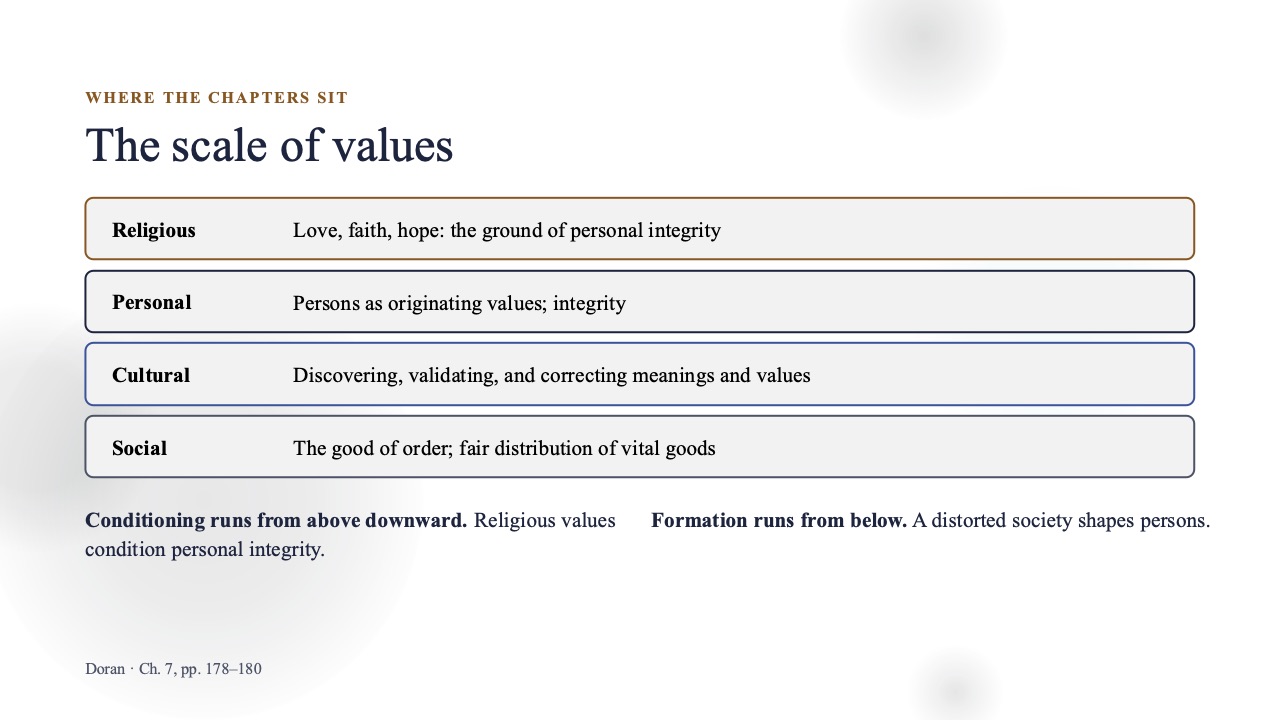 WHERE THE CHAPTERS SIT
The scale of values
Religious Love, faith, hope: the ground of personal integrity
Personal Persons as originating values; integrity
Cultural Discovering, validating, and correcting meanings and values
Social The good of order; fair distribution of vital goods
Conditioning runs from above downward. Religious values
condition personal integrity.
Formation runs from below. A distorted society shapes persons.
Doran · Ch. 7, pp. 178–180